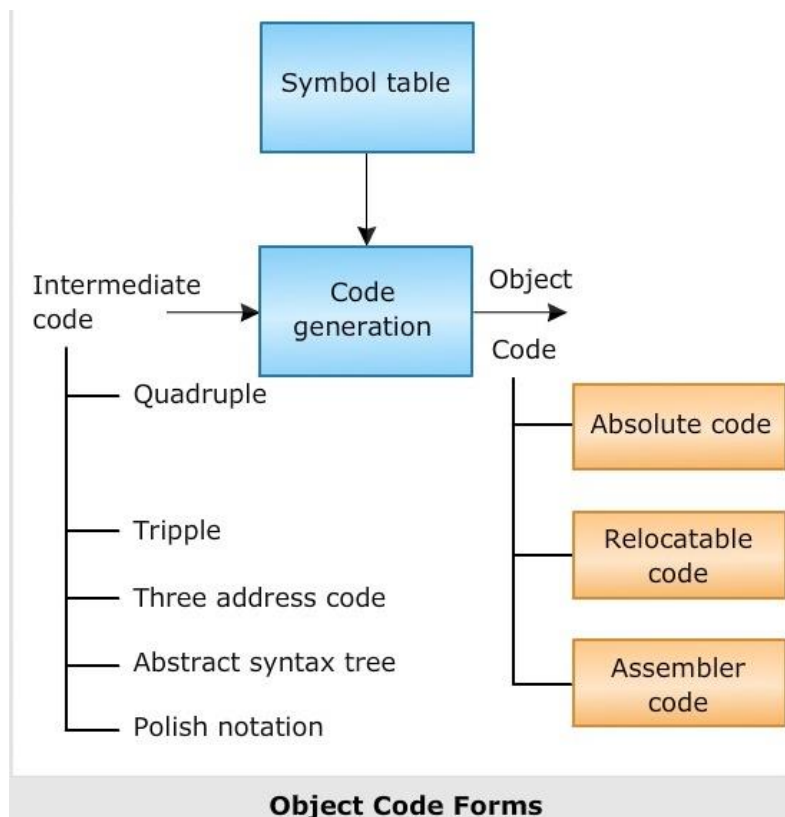 Symbol table
Intermediate
code
Code
generation
Object
Code
Quadruple
Tripple
Three address code
Abstract syntax tree
Polish notation
Absolute code
Relocatable
code
Assembler
code
Object Code Forms